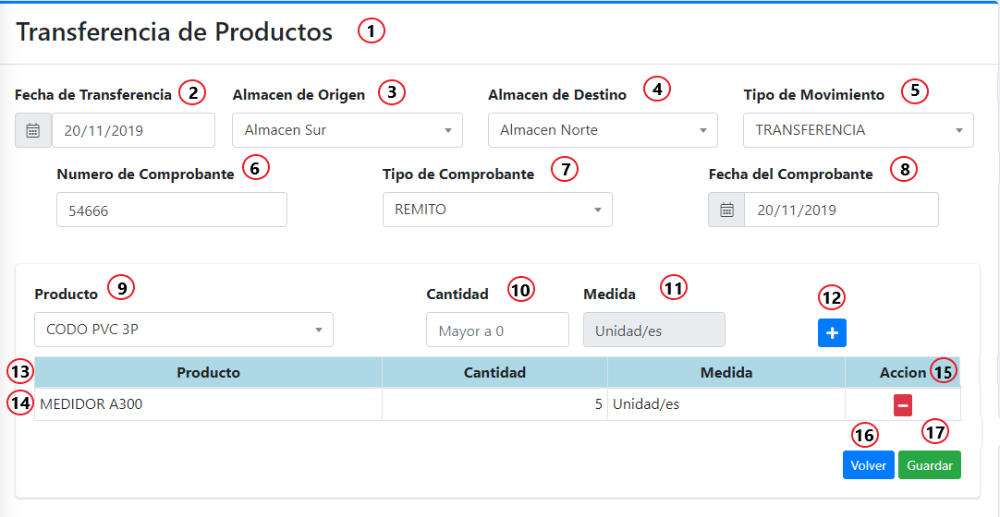 Transferencia de Productos 1
Fecha de Transferencia 2 Almacen de Origen 3 Almacen de Destino 4 Tipo de Movimiento 5
20/11/2019 Almacen Sur Almacen Norte TRANSFERENCIA
Numero de Comprobante 6 Tipo de Comprobante 7 Fecha del Comprobante 8
54666 REMITO 20/11/2019
Producto 9 Cantidad 10 Medida 11 12
CODO PVC 3P Mayor a 0 Unidad/es +
13 Producto Cantidad Medida Accion 15
14 MEDIDOR A300 5 Unidad/es −
16 17
Volver Guardar